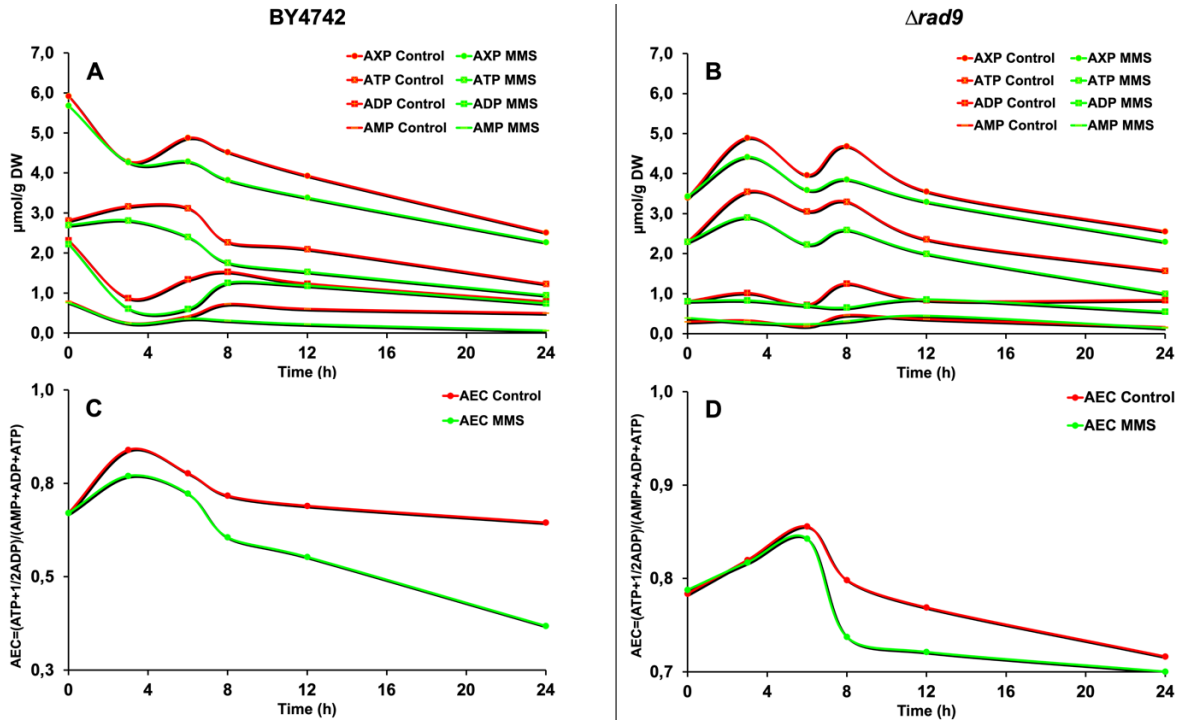 BY4742
A
AXP Control AXP MMS
ATP Control ATP MMS
ADP Control ADP MMS
AMP Control AMP MMS
7,0
6,0
5,0
4,0
3,0
2,0
1,0
0,0
µmol/g DW
0 4 8 12 16 20 24
Time (h)
Δrad9
B
AXP Control AXP MMS
ATP Control ATP MMS
ADP Control ADP MMS
AMP Control AMP MMS
7,0
6,0
5,0
4,0
3,0
2,0
1,0
0,0
µmol/g DW
0 4 8 12 16 20 24
Time (h)
C
AEC Control
AEC MMS
1,0
0,8
0,5
0,3
AEC=(ATP+1/2ADP)/(AMP+ADP+ATP)
0 4 8 12 16 20 24
Time (h)
D
AEC Control
AEC MMS
1,0
0,9
0,8
0,7
AEC=(ATP+1/2ADP)/(AMP+ADP+ATP)
0 4 8 12 16 20 24
Time (h)